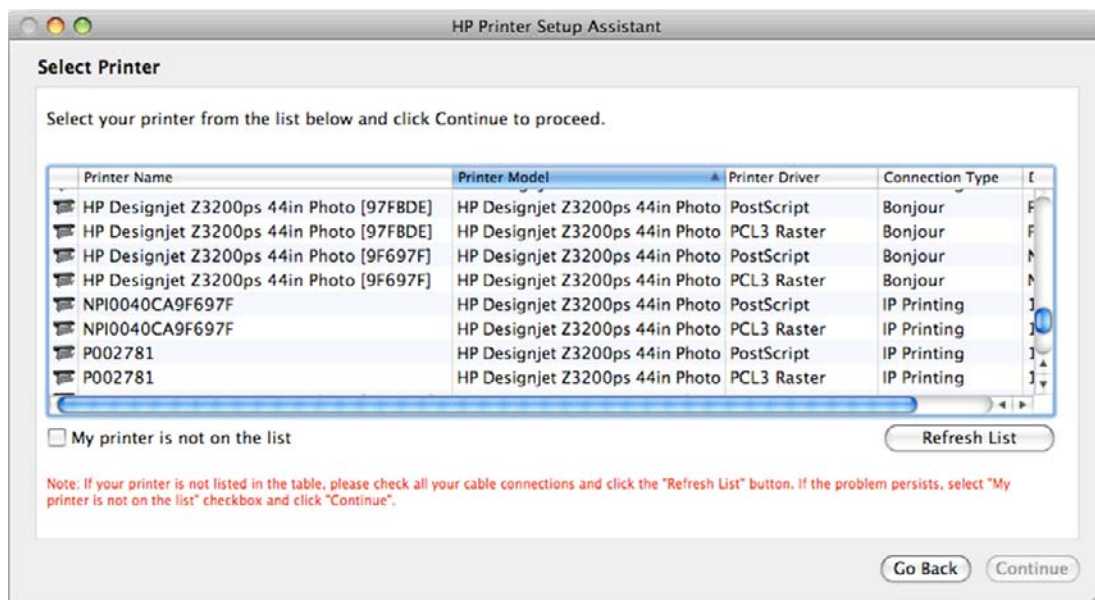 HP Printer Setup Assistant
Select Printer
Select your printer from the list below and click Continue to proceed.
Printer Name Printer Model Printer Driver Connection Type
HP Designjet Z3200ps 44in Photo [97FBDE] HP Designjet Z3200ps 44in Photo PostScript Bonjour
HP Designjet Z3200ps 44in Photo [97FBDE] HP Designjet Z3200ps 44in Photo PCL3 Raster Bonjour
HP Designjet Z3200ps 44in Photo [9F697F] HP Designjet Z3200ps 44in Photo PostScript Bonjour
HP Designjet Z3200ps 44in Photo [9F697F] HP Designjet Z3200ps 44in Photo PCL3 Raster Bonjour
NPI0040CA9F697F HP Designjet Z3200ps 44in Photo PostScript IP Printing
NPI0040CA9F697F HP Designjet Z3200ps 44in Photo PCL3 Raster IP Printing
P002781 HP Designjet Z3200ps 44in Photo PostScript IP Printing
P002781 HP Designjet Z3200ps 44in Photo PCL3 Raster IP Printing
My printer is not on the list Refresh List
Note: If your printer is not listed in the table, please check all your cable connections and click the "Refresh List" button. If the problem persists, select "My
printer is not on the list" checkbox and click "Continue".
Go Back Continue